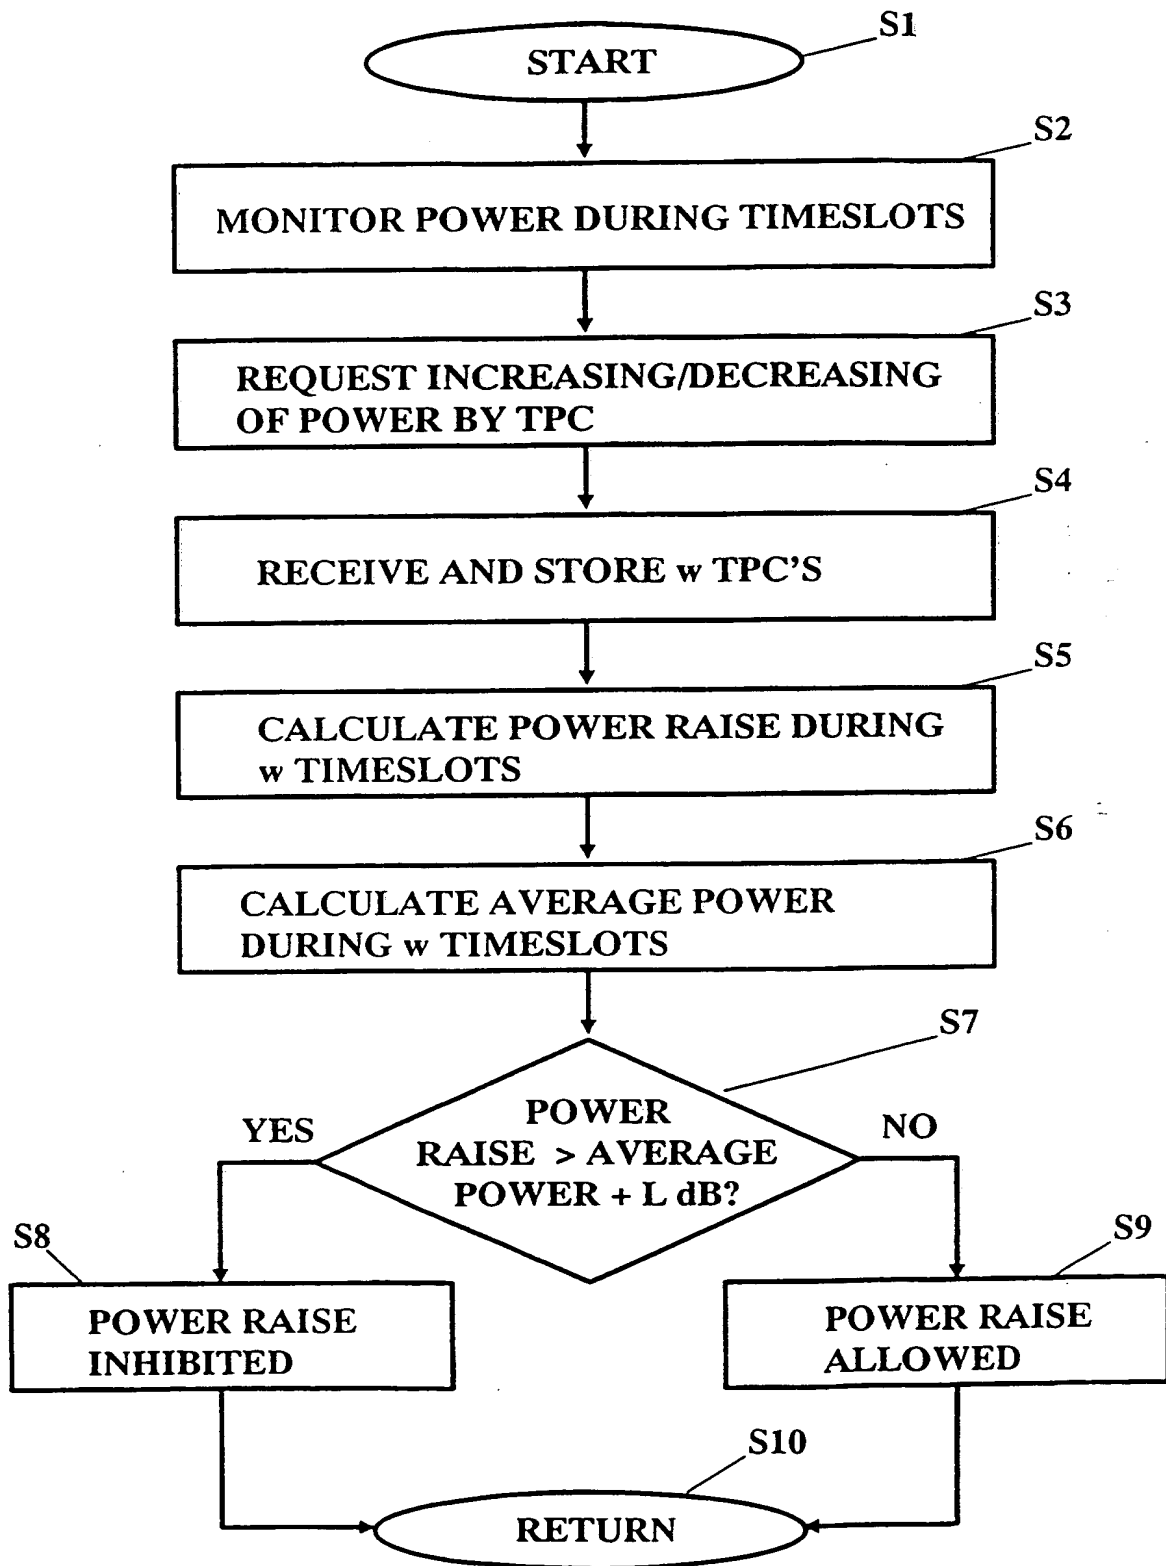 S1
START
S2
MONITOR POWER DURING TIMESLOTS
S3
REQUEST INCREASING/DECREASING
OF POWER BY TPC
S4
RECEIVE AND STORE w TPC'S
S5
CALCULATE POWER RAISE DURING
w TIMESLOTS
S6
CALCULATE AVERAGE POWER
DURING w TIMESLOTS
S7
POWER
RAISE > AVERAGE
POWER + L dB?
YES
NO
S8
POWER RAISE
INHIBITED
S9
POWER RAISE
ALLOWED
S10
RETURN